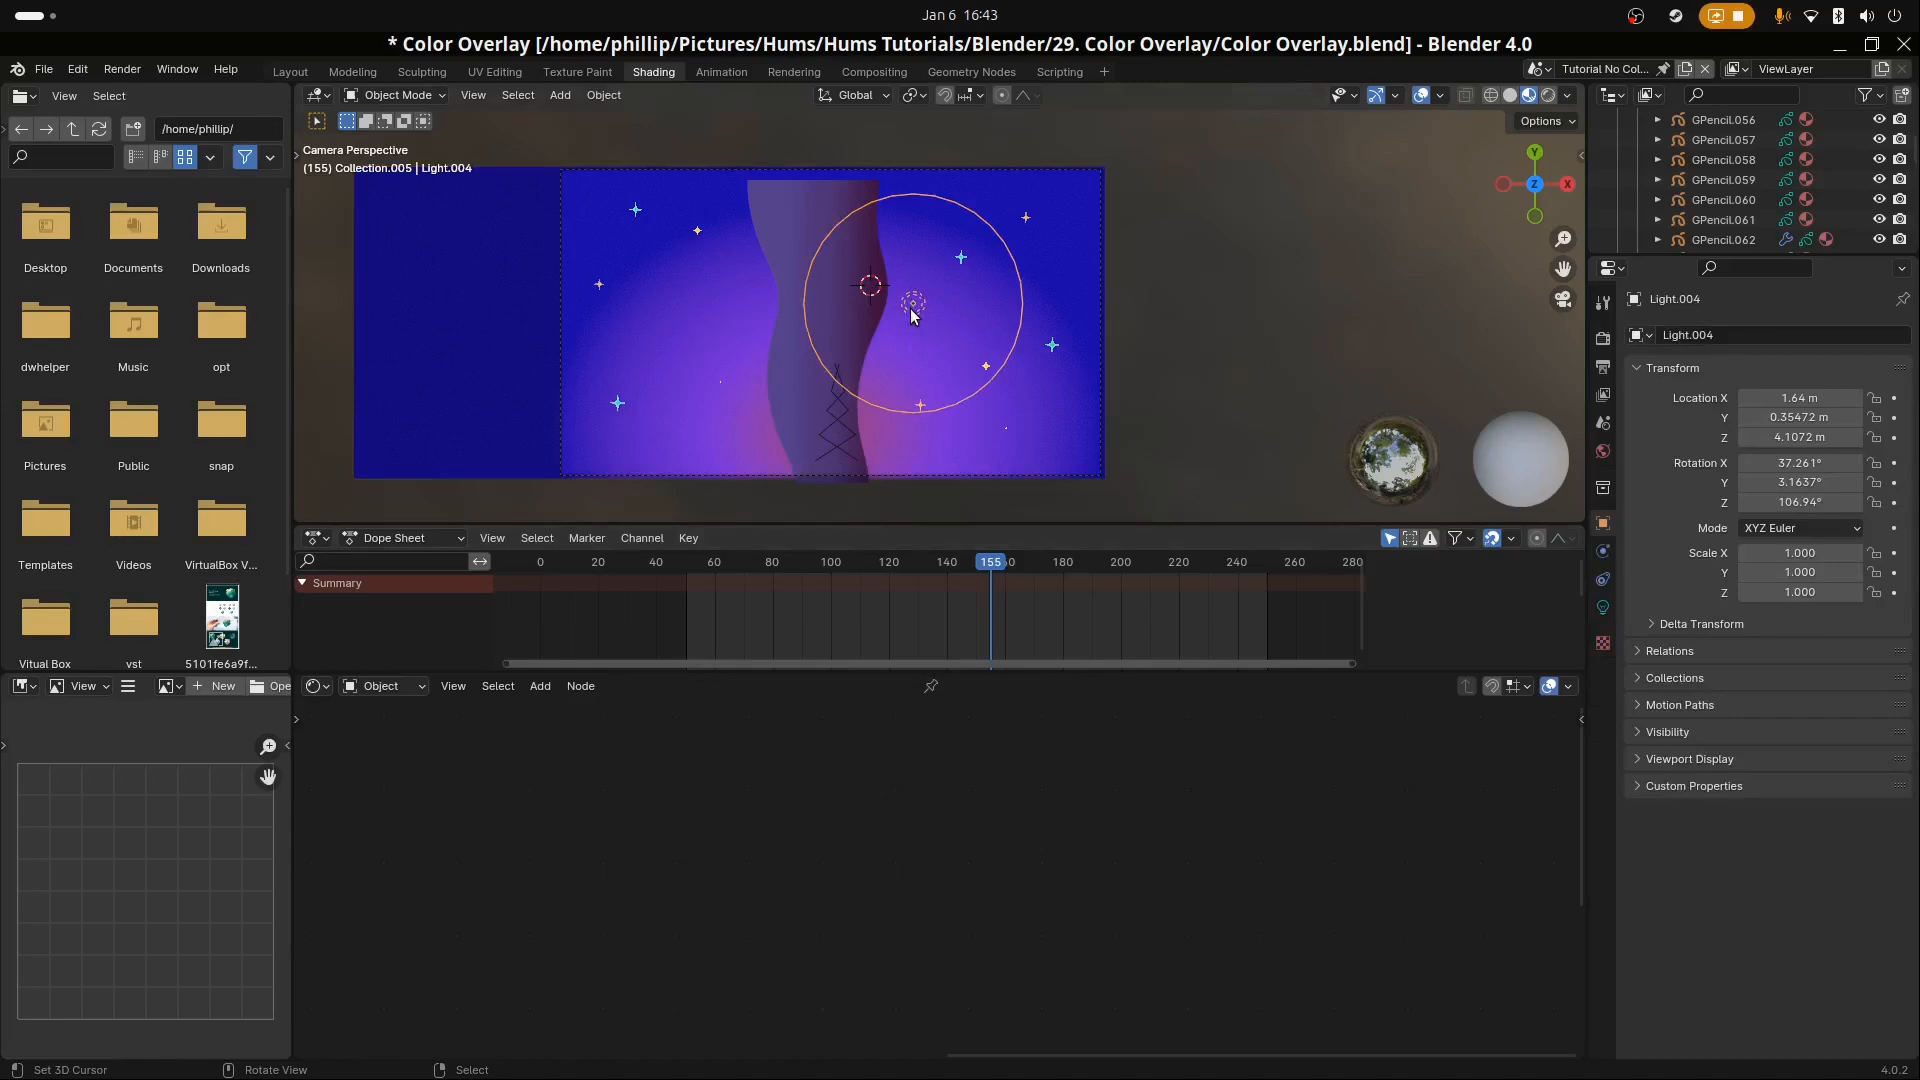 Jan 6 16:43
* Color Overlay [/home/phillip/Pictures/Hums/Hums Tutorials/Blender/29. Color Overlay/Color Overlay.blend] - Blender 4.0
File Edit Render Window Help
Layout Modeling Sculpting UV Editing Texture Paint Shading Animation Rendering Compositing Geometry Nodes Scripting +
Tutorial No Col... ViewLayer
View Select
Object Mode View Select Add Object
Global
/home/phillip/
Options
Camera Perspective
(155) Collection.005 | Light.004
Y
Z
X
GPencil.056
GPencil.057
GPencil.058
GPencil.059
GPencil.060
GPencil.061
GPencil.062
Desktop Documents Downloads
dwhelper Music opt
Pictures Public snap
Templates Videos VirtualBox V...
Vitual Box vst 5101fe6a9f...
Light.004
Light.004
Transform
Location X 1.64 m
Y 0.35472 m
Z 4.1072 m
Rotation X 37.261°
Y 3.1637°
Z 106.94°
Mode XYZ Euler
Scale X 1.000
Y 1.000
Z 1.000
Delta Transform
Relations
Collections
Motion Paths
Visibility
Viewport Display
Custom Properties
Dope Sheet View Select Marker Channel Key
0 20 40 60 80 100 120 140 155 0 180 200 220 240 260 280
Summary
View New Ope
Object View Select Add Node
Set 3D Cursor Rotate View Select
4.0.2